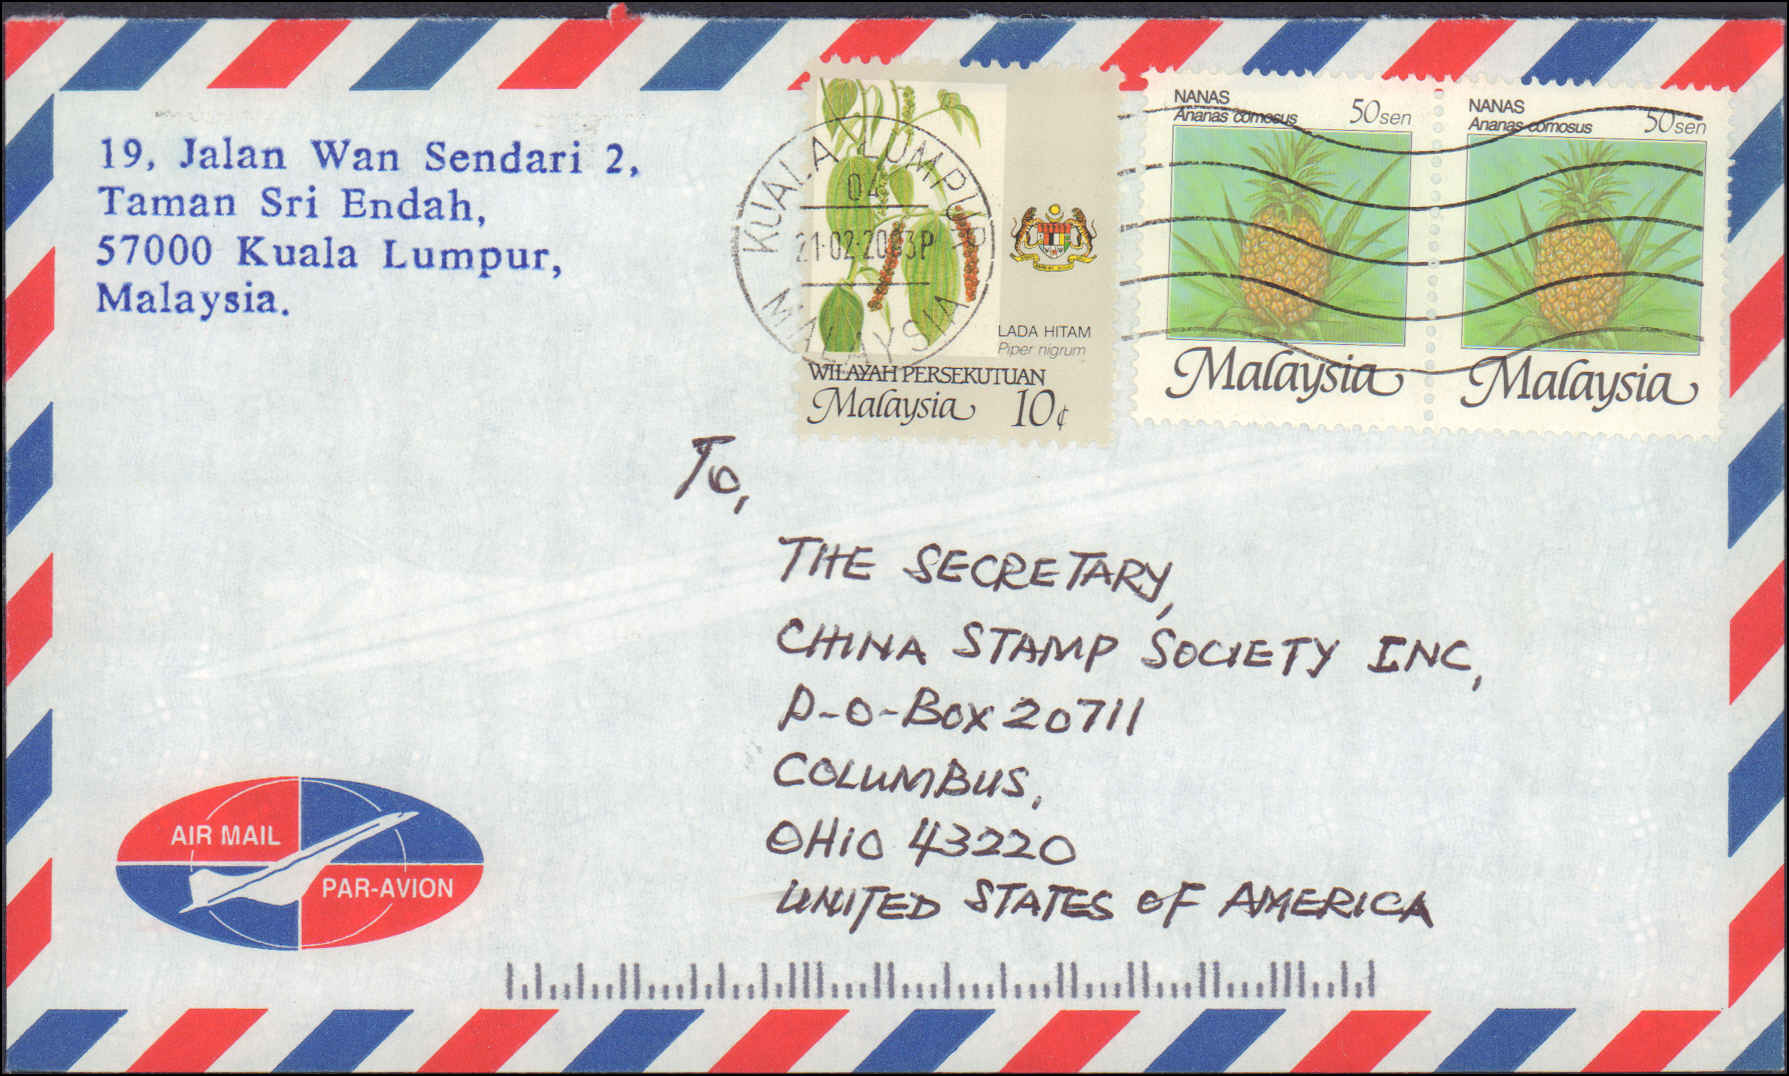 19, Jalan Wan Sendari 2,
Taman Sri Endah,
57000 Kuala Lumpur,
Malaysia.
KUALA LUMPUR
04
21·02·2003P
MALAYSIA
LADA HITAM
Piper nigrum
WILAYAH PERSEKUTUAN
Malaysia 10¢
NANAS
Ananas comosus
50sen
Malaysia
NANAS
Ananas comosus
50sen
Malaysia
To,
THE SECRETARY,
CHINA STAMP SOCIETY INC,
P-O-BOX 20711
COLUMBUS,
OHIO 43220
UNITED STATES OF AMERICA
AIR MAIL
PAR-AVION